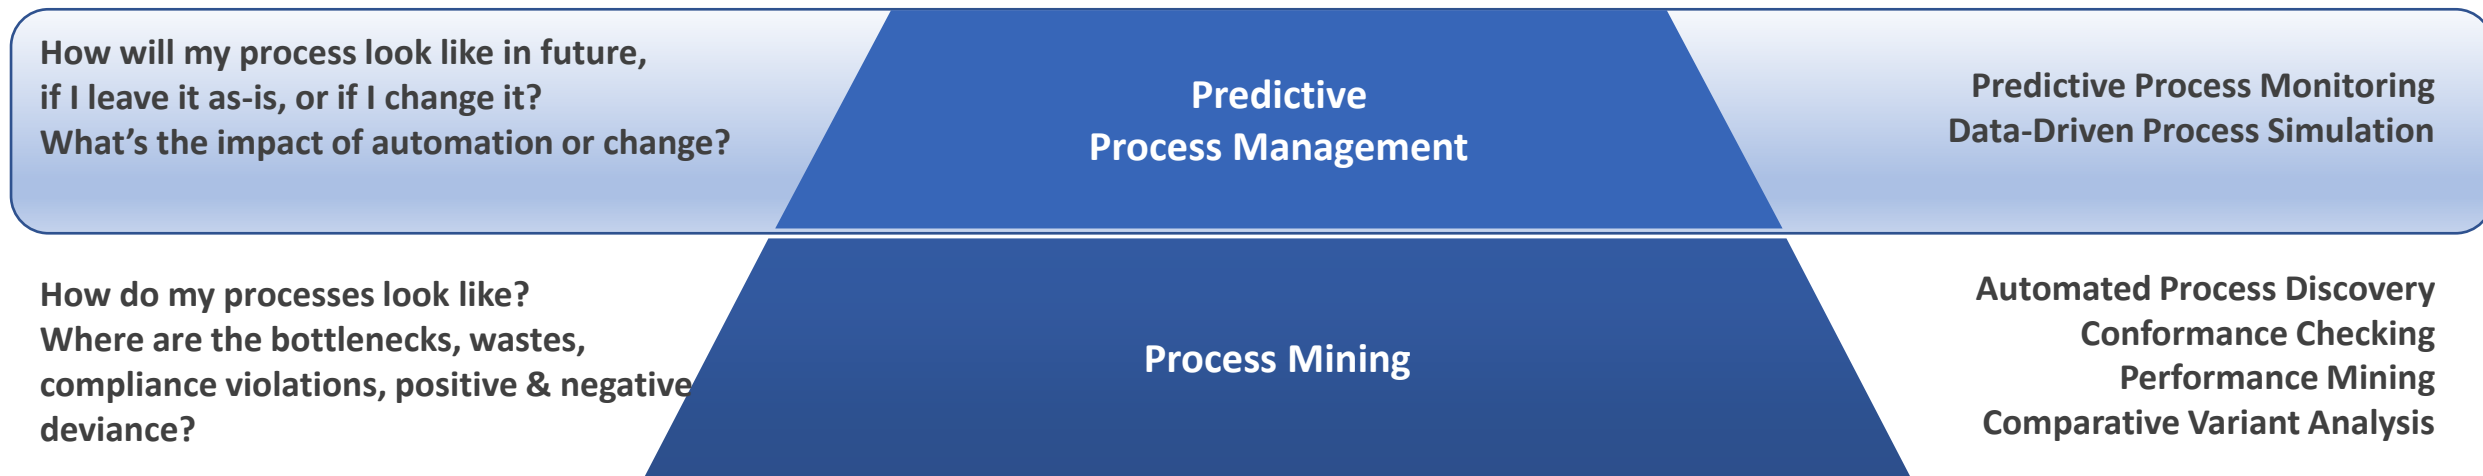 How will my process look like in future,
if I leave it as-is, or if I change it?
What's the impact of automation or change?
Predictive
Process Management
Predictive Process Monitoring
Data-Driven Process Simulation
How do my processes look like?
Where are the bottlenecks, wastes,
compliance violations, positive & negative
deviance?
Process Mining
Automated Process Discovery
Conformance Checking
Performance Mining
Comparative Variant Analysis